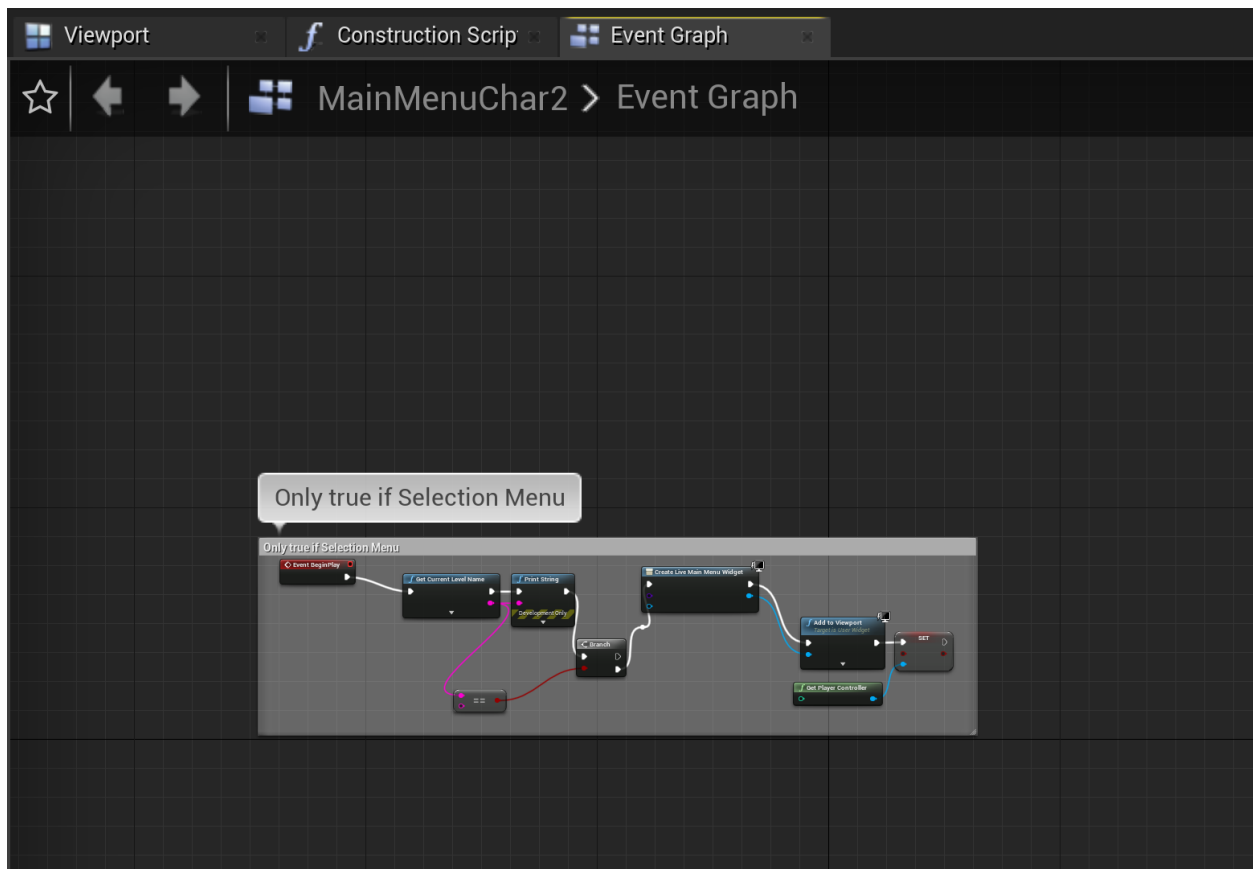 Viewport
Construction Scrip
Event Graph
MainMenuChar2 > Event Graph
Only true if Selection Menu
Only true if Selection Menu
Event BeginPlay
Get Current Level Name
Print String
Development Only
Branch
==
Create Live Main Menu Widget
Add to Viewport
Target is User Widget
SET
Get Player Controller